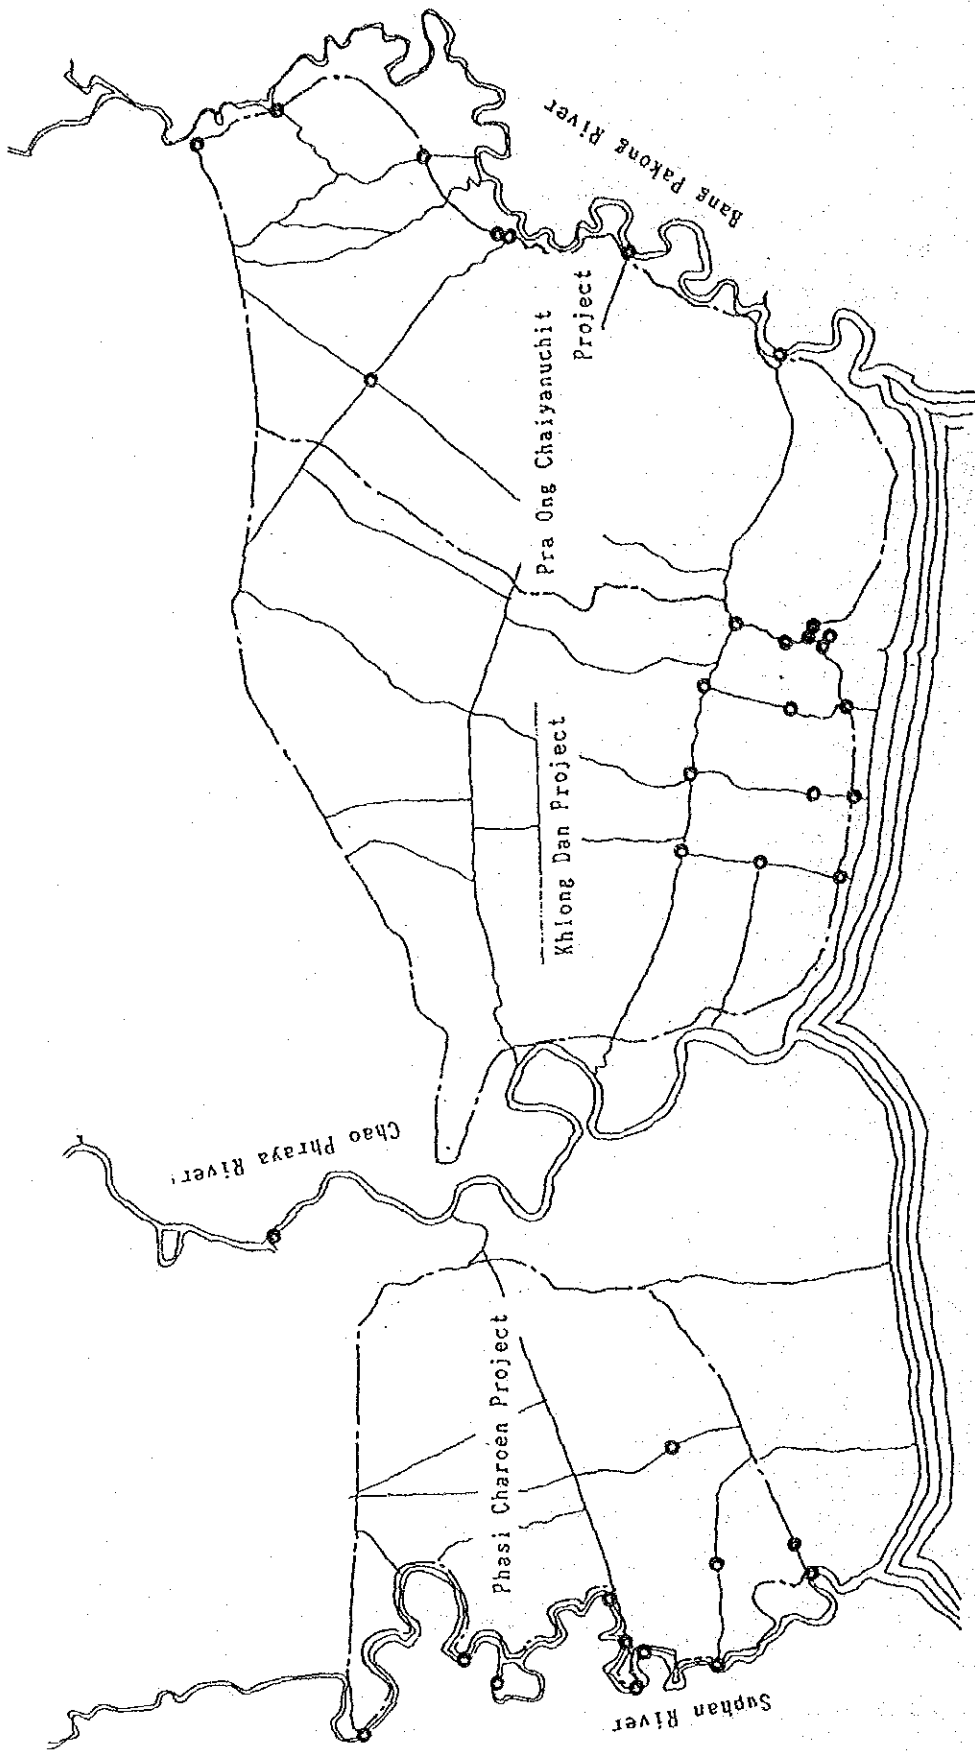 Suphan River
Phasi Charoen Project
Chao Phraya River
Khlong Dan Project
Pra Ong Chaiyanuchit
Project
Bang Pakong River